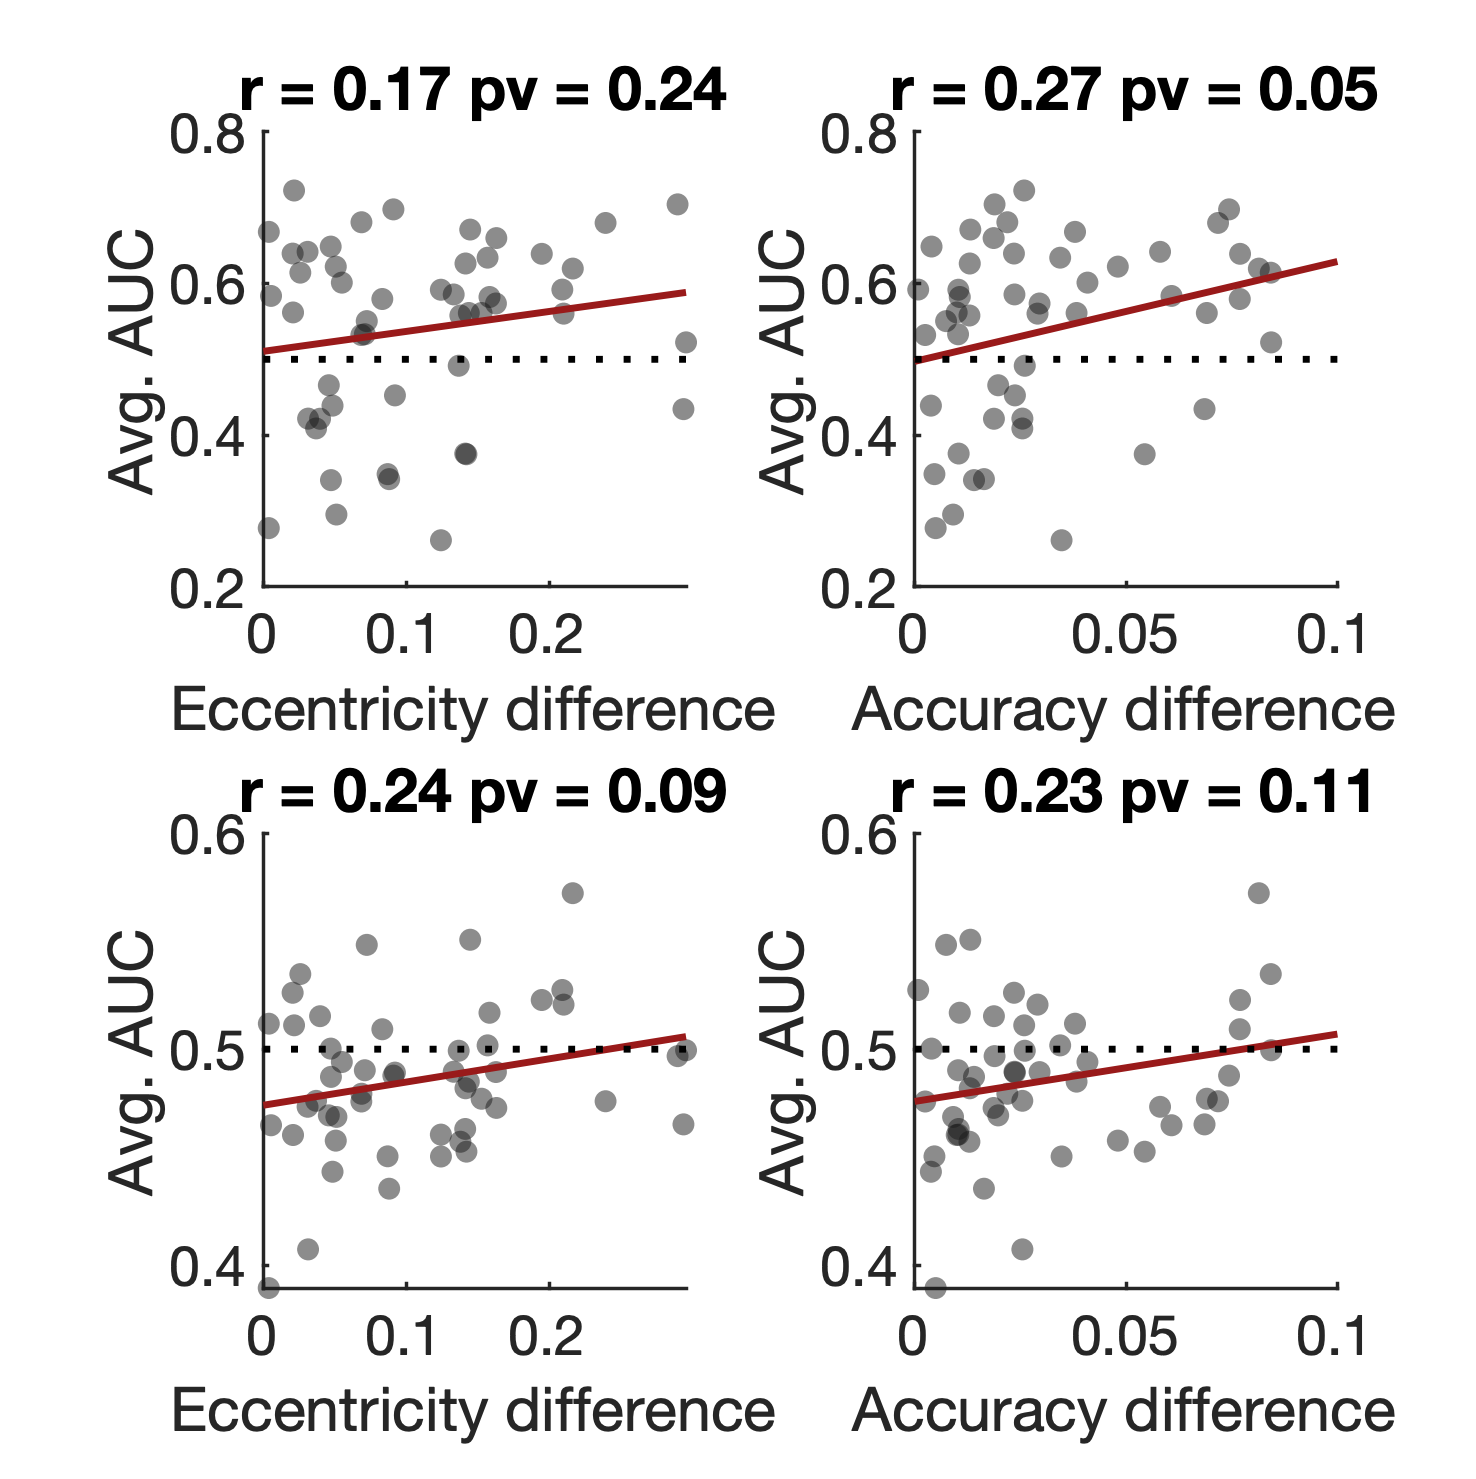 r = 0.17 pv = 0.24
0.8
0.6
0.4
0.2
Avg. AUC
0 0.1 0.2
Eccentricity difference
r = 0.27 pv = 0.05
0.8
0.6
0.4
0.2
Avg. AUC
0 0.05 0.1
Accuracy difference
r = 0.24 pv = 0.09
0.6
0.5
0.4
Avg. AUC
0 0.1 0.2
Eccentricity difference
r = 0.23 pv = 0.11
0.6
0.5
0.4
Avg. AUC
0 0.05 0.1
Accuracy difference